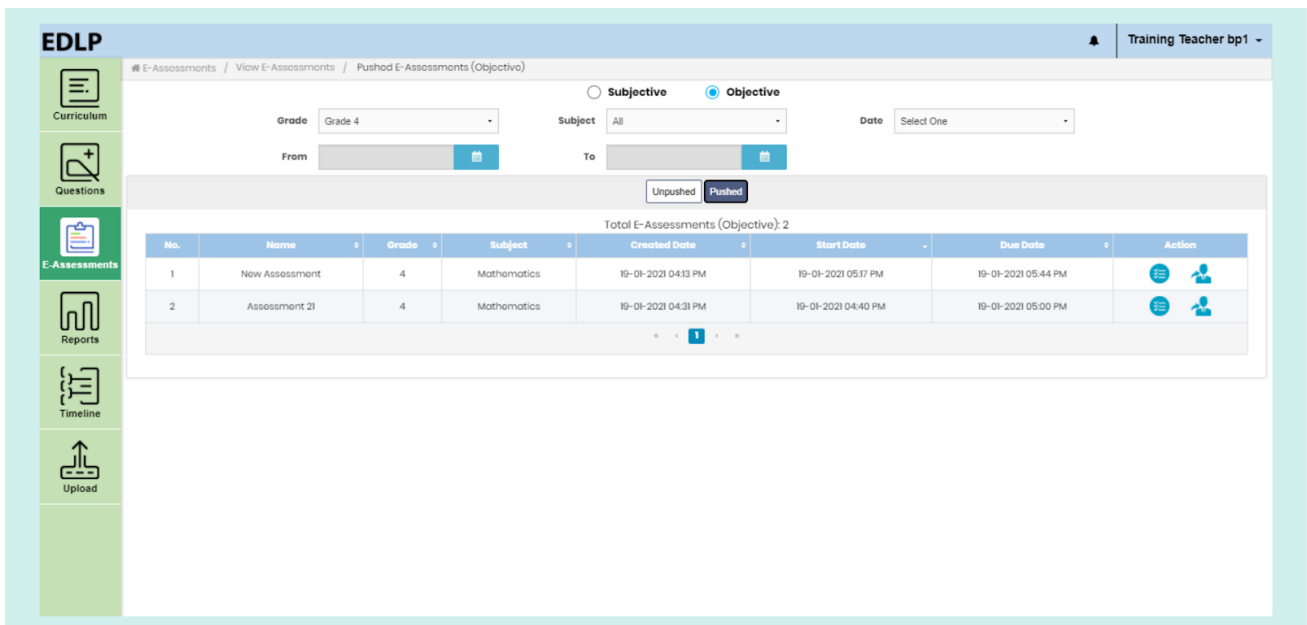 EDLP
Training Teacher bp1
E-Assessments / View E-Assessments / Pushed E-Assessments (Objective)
Curriculum
Questions
E-Assessments
Reports
Timeline
Upload
Subjective Objective
Grade Grade 4 Subject All Date Select One
From To
Unpushed Pushed
Total E-Assessments (Objective): 2
No. Name Grade Subject Created Date Start Date Due Date Action
1 New Assessment 4 Mathematics 19-01-2021 04:13 PM 19-01-2021 05:17 PM 19-01-2021 05:44 PM
2 Assessment 21 4 Mathematics 19-01-2021 04:31 PM 19-01-2021 04:40 PM 19-01-2021 05:00 PM
« ‹ 1 › »